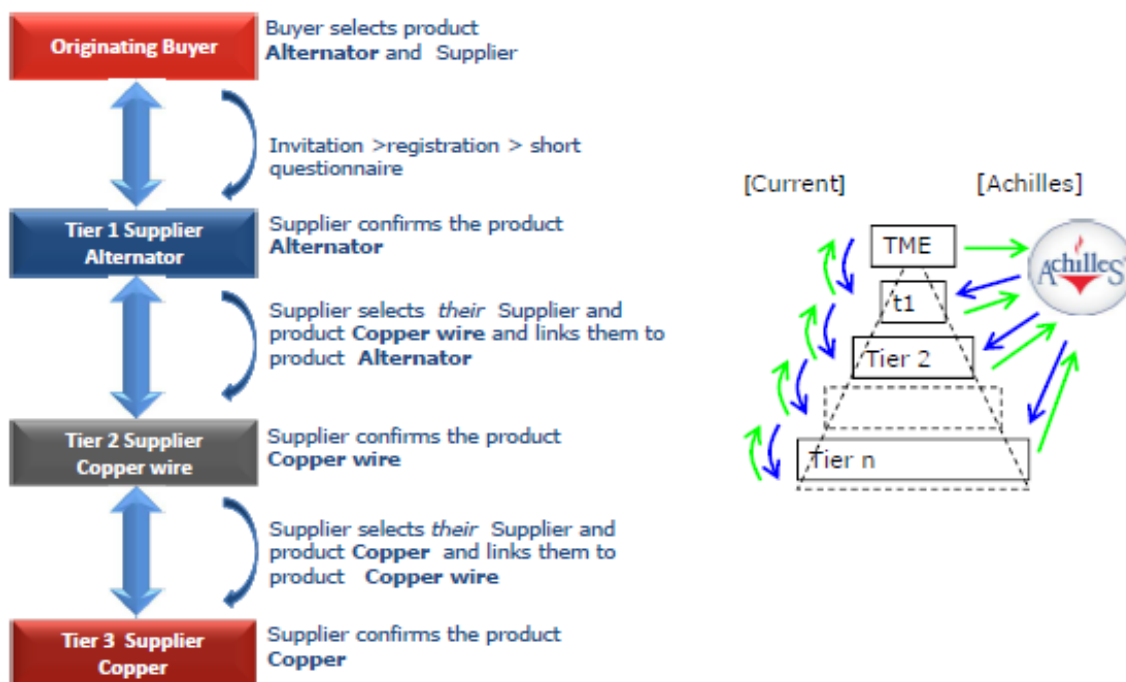 Originating Buyer
Buyer selects product
Alternator and Supplier
Invitation >registration > short
questionnaire
Tier 1 Supplier
Alternator
Supplier confirms the product
Alternator
Supplier selects their Supplier and
product Copper wire and links them to
product Alternator
Tier 2 Supplier
Copper wire
Supplier confirms the product
Copper wire
Supplier selects their Supplier and
product Copper and links them to
product Copper wire
Tier 3 Supplier
Copper
Supplier confirms the product
Copper
[Current]
[Achilles]
TME
Achilles
t1
Tier 2
Tier n